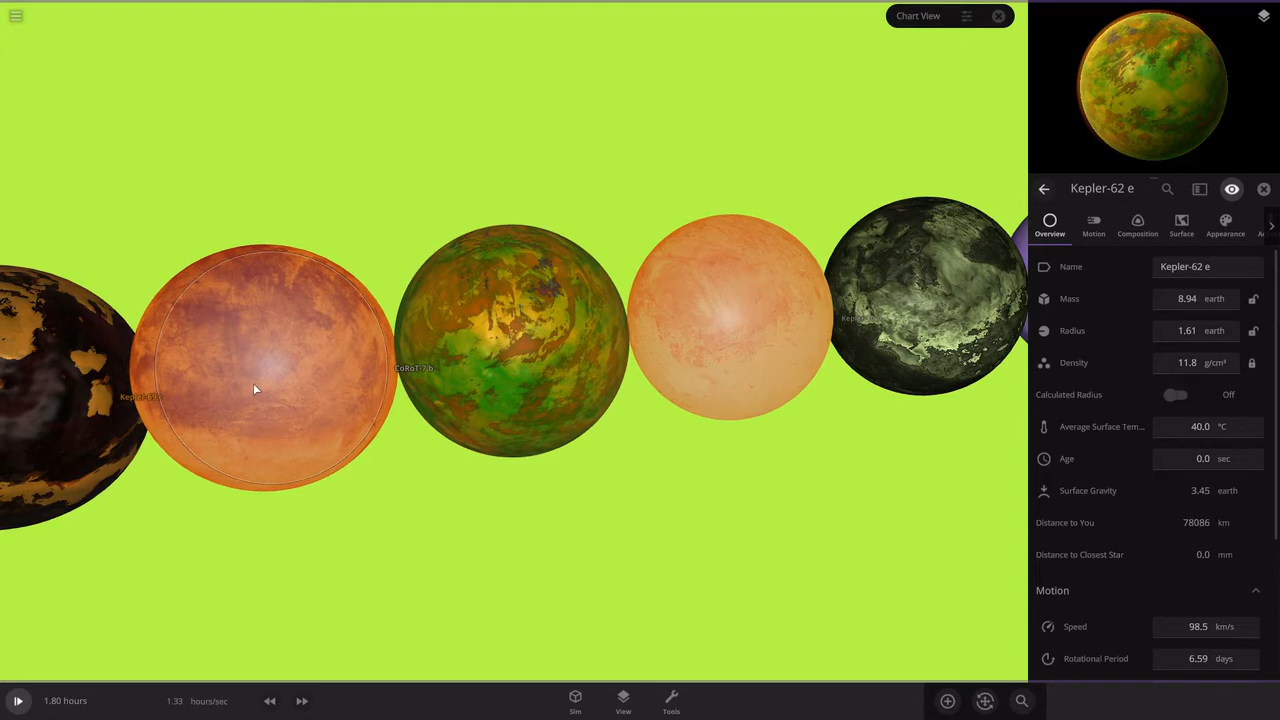 Chart View
Kepler-62 e
Overview
Motion
Composition
Surface
Appearance
Name
Kepler-62 e
Mass
8.94 earth
Radius
1.61 earth
Density
11.8 g/cm³
Calculated Radius
Off
Average Surface Tem...
40.0 °C
Age
0.0 sec
Surface Gravity
3.45 earth
Distance to You
78086 km
Distance to Closest Star
0.0 mm
Motion
Speed
98.5 km/s
Rotational Period
6.59 days
CoRoT-7 b
1.80 hours
1.33 hours/sec
Sim
View
Tools